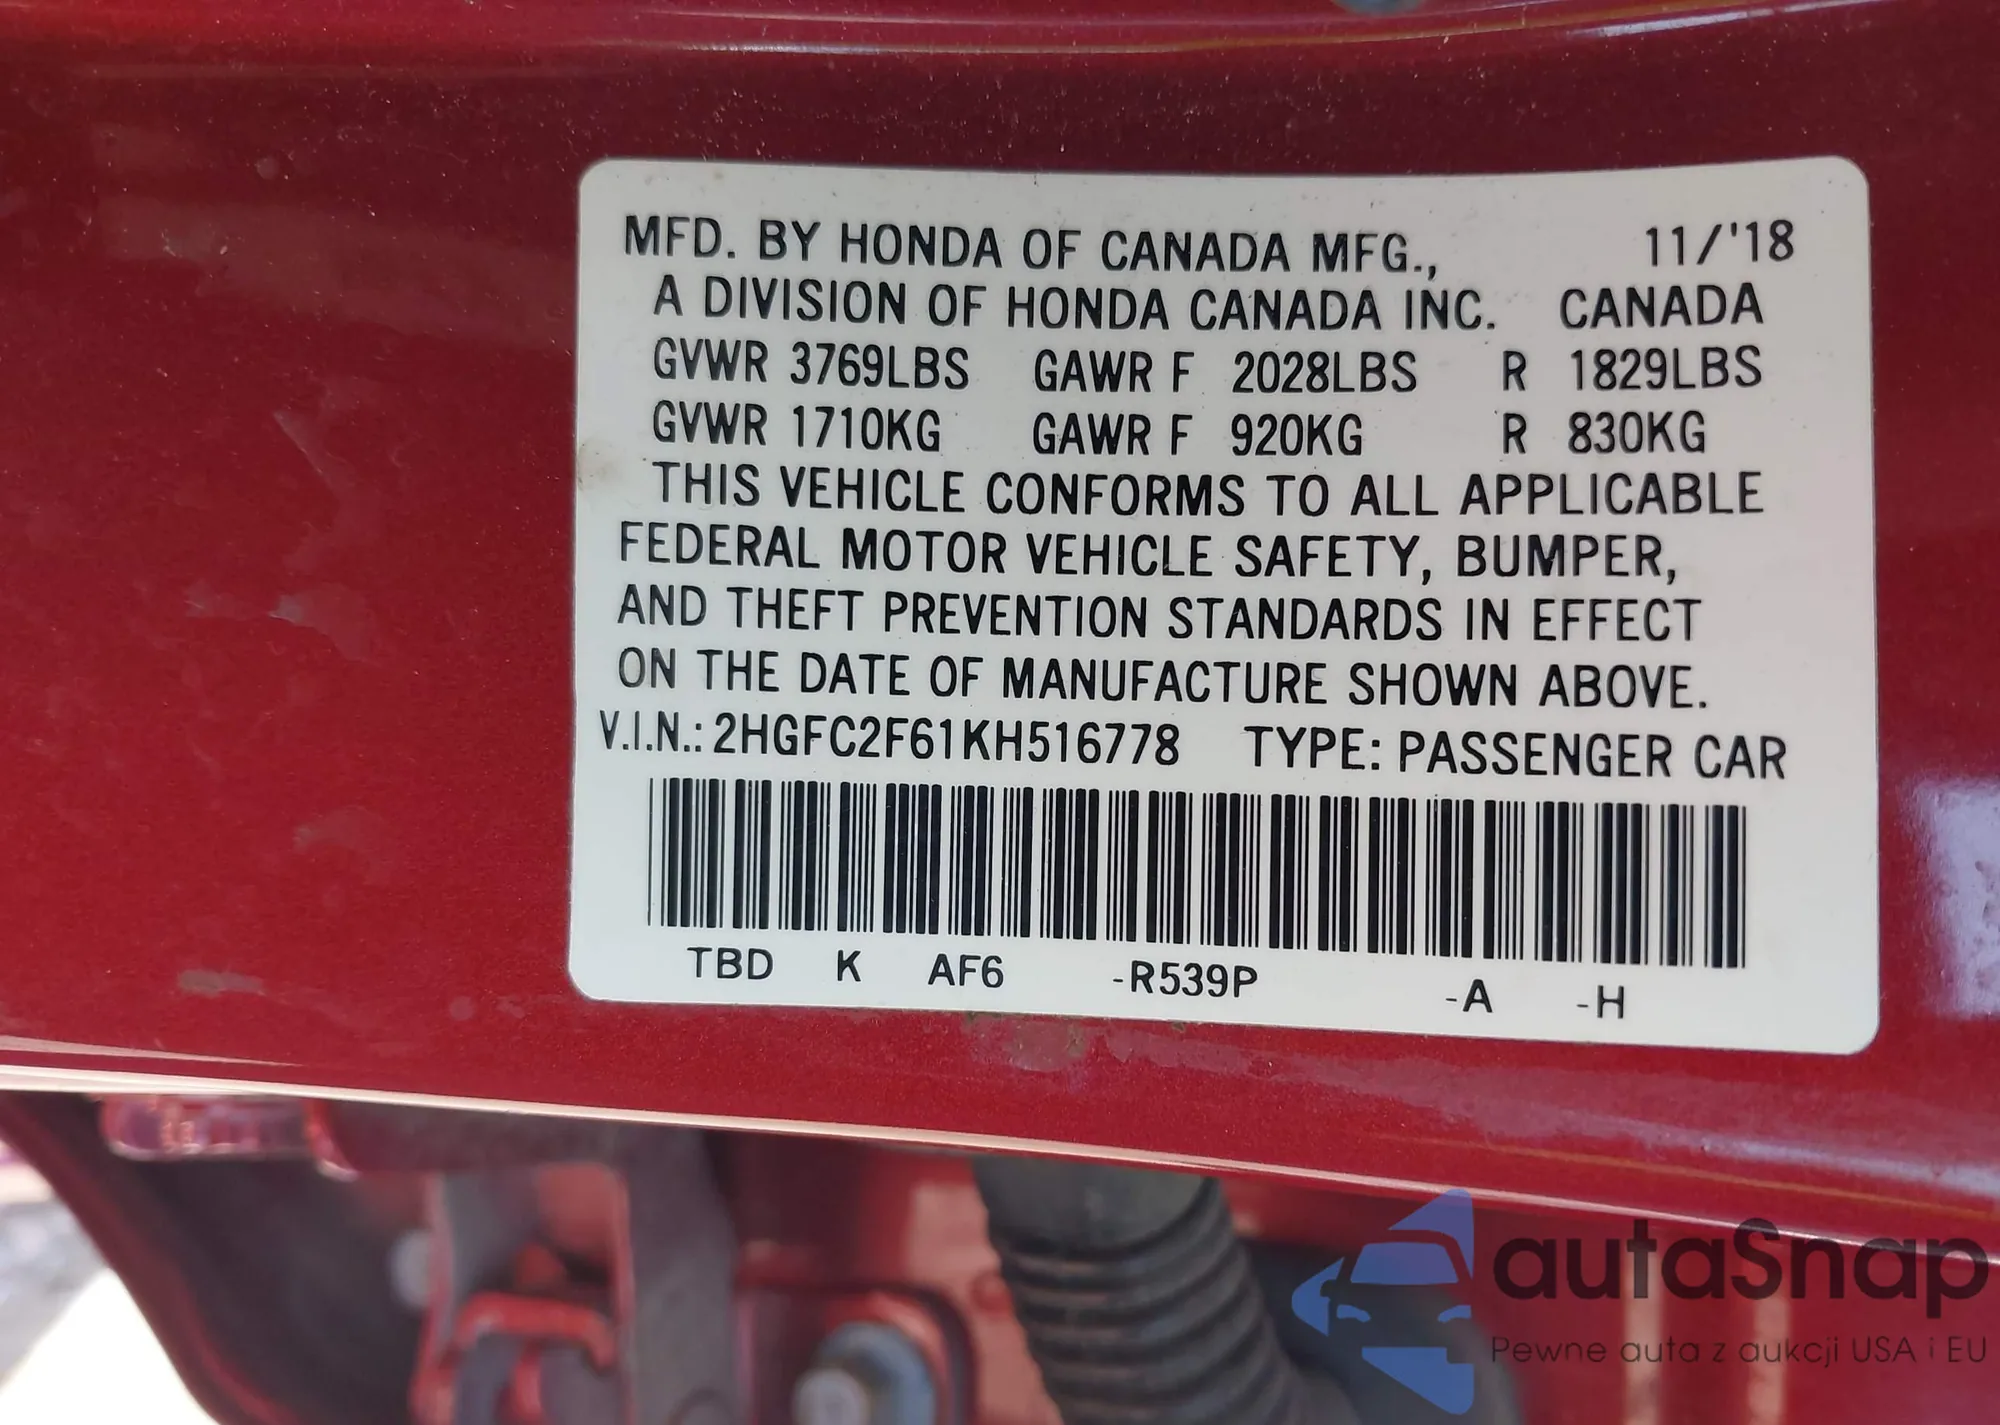 MFD. BY HONDA OF CANADA MFG., 11/'18
A DIVISION OF HONDA CANADA INC. CANADA
GVWR 3769LBS GAWR F 2028LBS R 1829LBS
GVWR 1710KG GAWR F 920KG R 830KG
THIS VEHICLE CONFORMS TO ALL APPLICABLE
FEDERAL MOTOR VEHICLE SAFETY, BUMPER,
AND THEFT PREVENTION STANDARDS IN EFFECT
ON THE DATE OF MANUFACTURE SHOWN ABOVE.
V.I.N.: 2HGFC2F61KH516778 TYPE: PASSENGER CAR
TBD K AF6 -R539P -A -H
autaSnap
Pewne auta z aukcji USA i EU